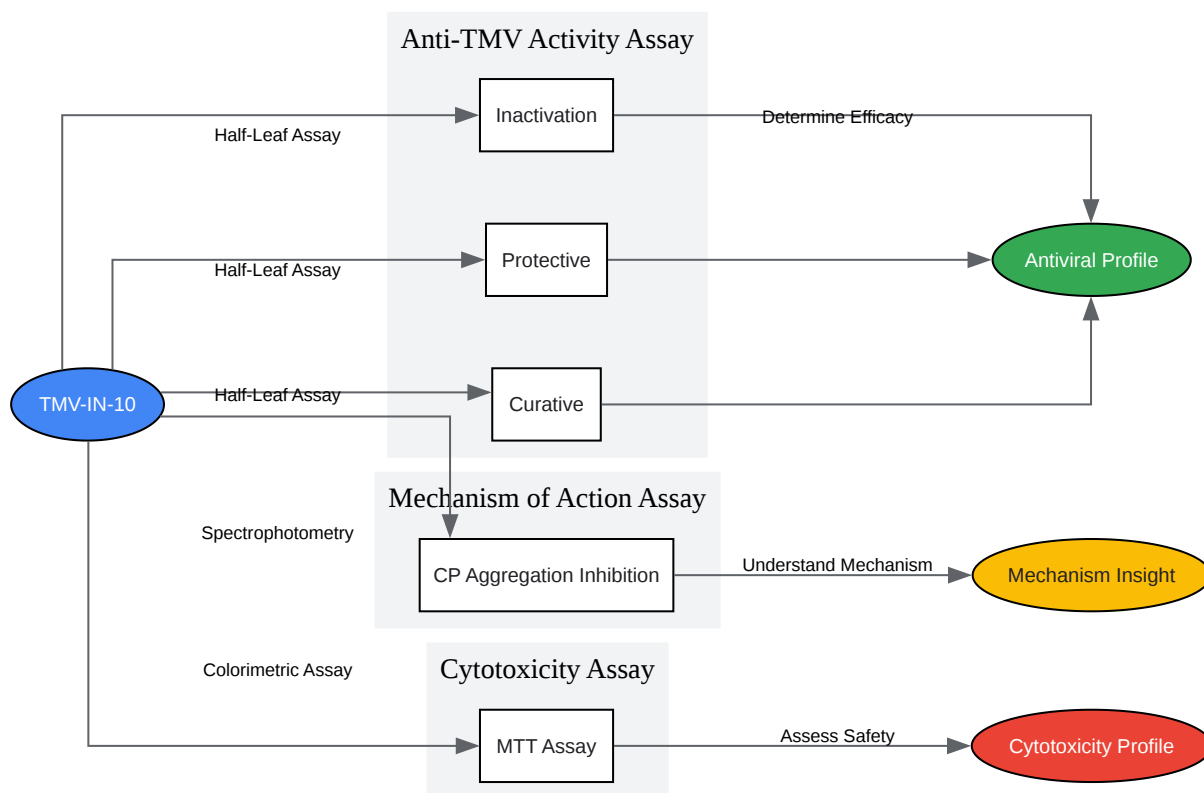 Anti-TMV Activity Assay
Inactivation
Half-Leaf Assay
Determine Efficacy
Protective
Half-Leaf Assay
Antiviral Profile
Half-Leaf Assay
TMV-IN-10
Curative
Mechanism of Action Assay
Spectrophotometry
CP Aggregation Inhibition
Understand Mechanism
Mechanism Insight
Colorimetric Assay
Cytotoxicity Assay
MTT Assay
Assess Safety
Cytotoxicity Profile